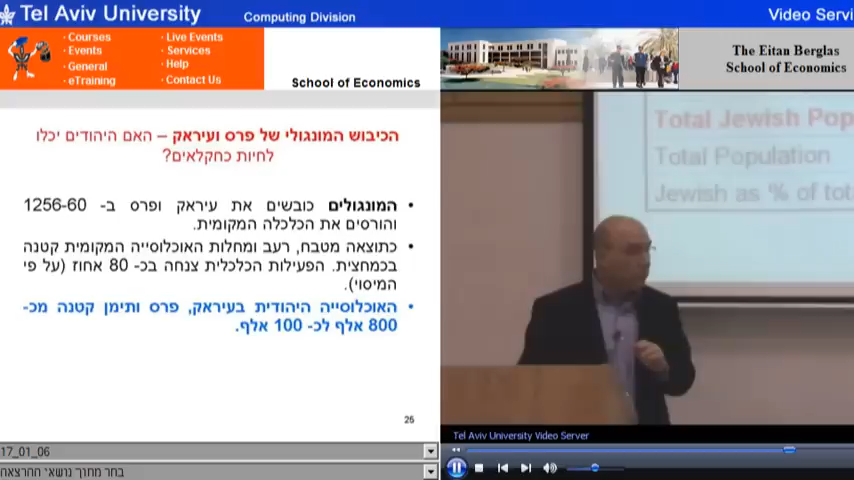 Tel Aviv University
Computing Division
Video Servi
· Courses
· Events
· General
· eTraining
· Live Events
· Services
· Help
· Contact Us
School of Economics
The Eitan Berglas
School of Economics
הכיבוש המונגולי של פרס ועיראק – האם היהודים יכלו
לחיות כחקלאים?
• המונגולים כובשים את עיראק ופרס ב- 1256-60
והורסים את הכלכלה המקומית.
• כתוצאה מטבח, רעב ומחלות האוכלוסייה המקומית קטנה
בכמחצית. הפעילות הכלכלית צנחה בכ- 80 אחוז (על פי
המיסוי).
• האוכלוסייה היהודית בעיראק, פרס ותימן קטנה מכ-
800 אלף לכ- 100 אלף.
25
Total Jewish Pop
Total Population
Jewish as % of tota
Tel Aviv University Video Server
17_01_06
בחר מתוך נושאי ההרצאה